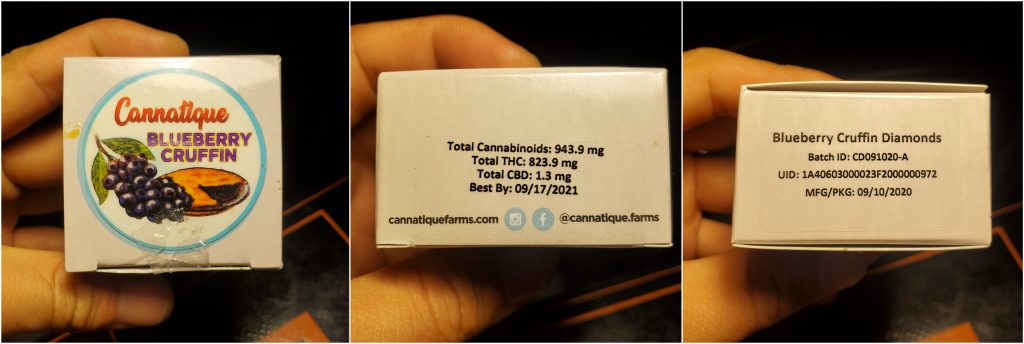 Cannatique
BLUEBERRY
CRUFFIN
Total Cannabinoids: 943.9 mg
Total THC: 823.9 mg
Total CBD: 1.3 mg
Best By: 09/17/2021
cannatiquefarms.com @cannatique.farms
Blueberry Cruffin Diamonds
Batch ID: CD091020-A
UID: 1A40603000023F2000000972
MFG/PKG: 09/10/2020